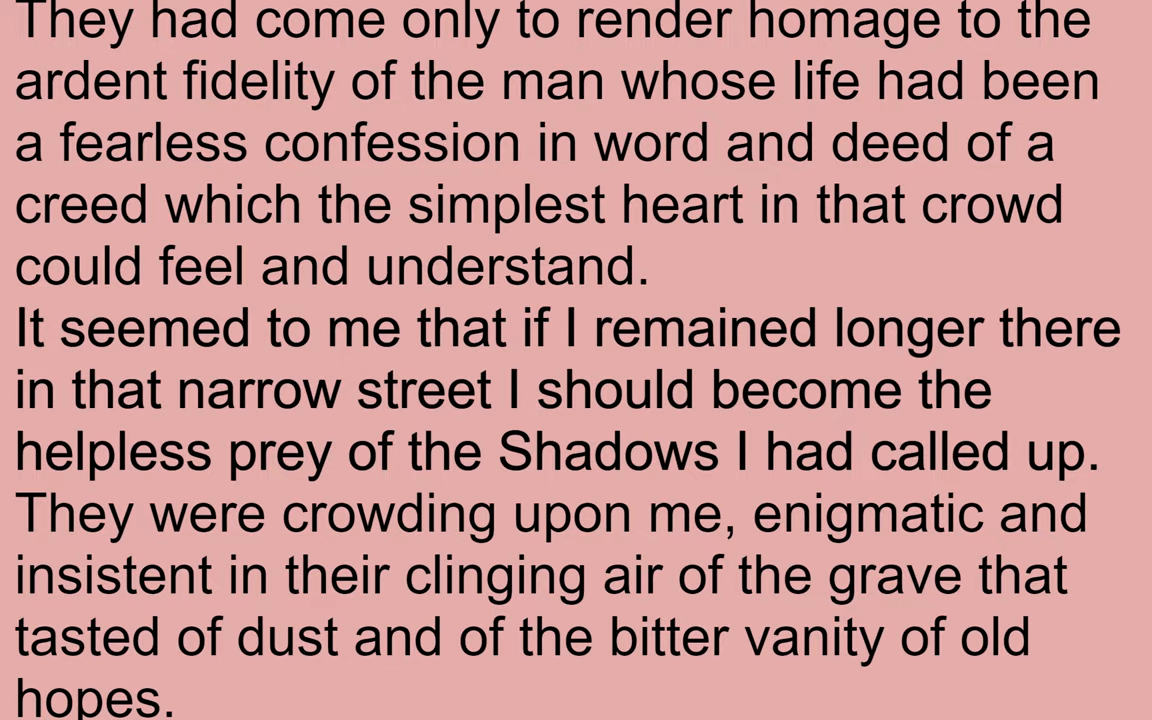 They had come only to render homage to the
ardent fidelity of the man whose life had been
a fearless confession in word and deed of a
creed which the simplest heart in that crowd
could feel and understand.
It seemed to me that if I remained longer there
in that narrow street I should become the
helpless prey of the Shadows I had called up.
They were crowding upon me, enigmatic and
insistent in their clinging air of the grave that
tasted of dust and of the bitter vanity of old
hopes.